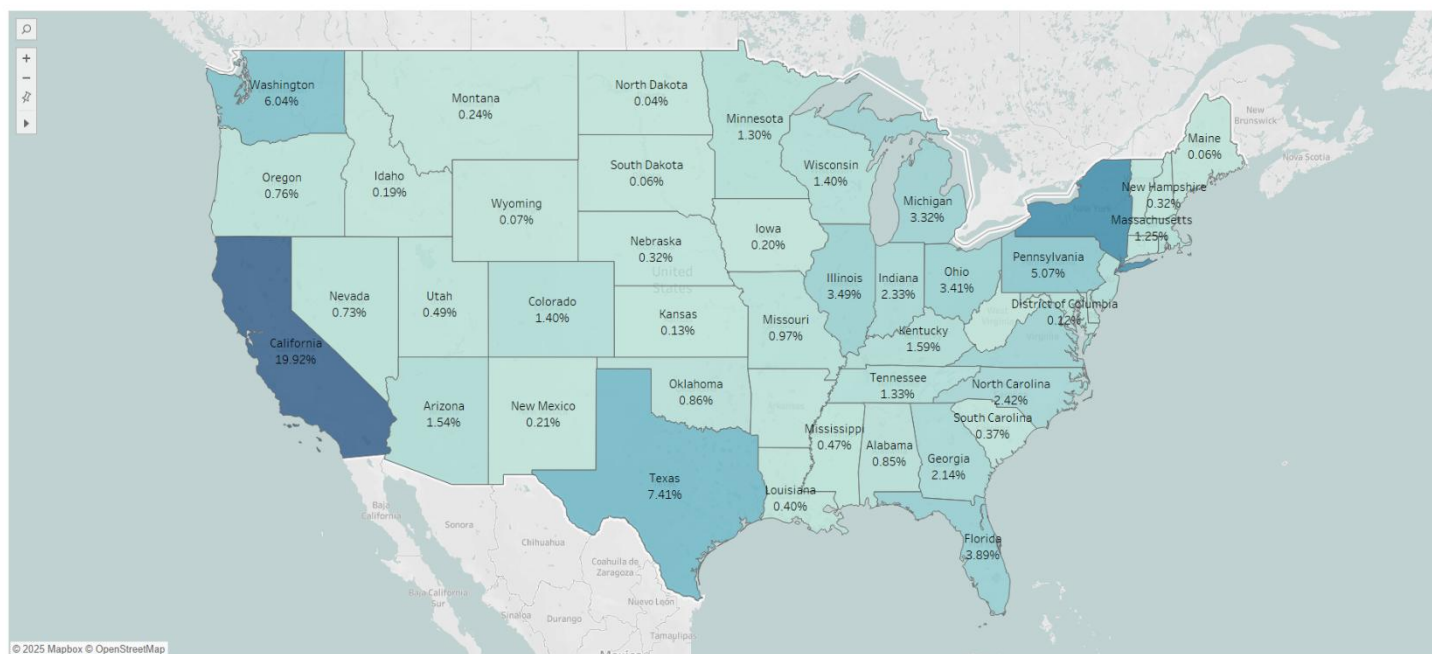 Washington
6.04%
Montana
0.24%
North Dakota
0.04%
Minnesota
1.30%
Maine
0.06%
New
Brunswick
Nova Scotia
Oregon
0.76%
Idaho
0.19%
Wyoming
0.07%
South Dakota
0.06%
Wisconsin
1.40%
Michigan
3.32%
New York
New Hampshire
0.32%
Massachusetts
1.25%
Nebraska
0.32%
Iowa
0.20%
Illinois
3.49%
Indiana
2.33%
Ohio
3.41%
Pennsylvania
5.07%
United
States
Nevada
0.73%
Utah
0.49%
Colorado
1.40%
Kansas
0.13%
Missouri
0.97%
Kentucky
1.59%
West
Virginia
District of Columbia
0.12%
Virginia
California
19.92%
Arizona
1.54%
New Mexico
0.21%
Oklahoma
0.86%
Arkansas
Tennessee
1.33%
North Carolina
2.42%
South Carolina
0.37%
Mississippi
0.47%
Alabama
0.85%
Georgia
2.14%
Texas
7.41%
Louisiana
0.40%
Florida
3.89%
Baja
California
Sonora
Chihuahua
Coahuila de
Zaragoza
Baja California
Sur
Sinaloa
Durango
Nuevo León
Tamaulipas
© 2025 Mapbox © OpenStreetMap